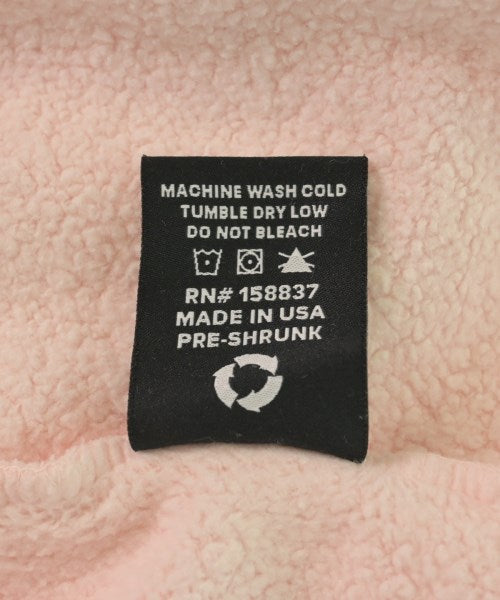 MACHINE WASH COLD
TUMBLE DRY LOW
DO NOT BLEACH
RN# 158837
MADE IN USA
PRE-SHRUNK